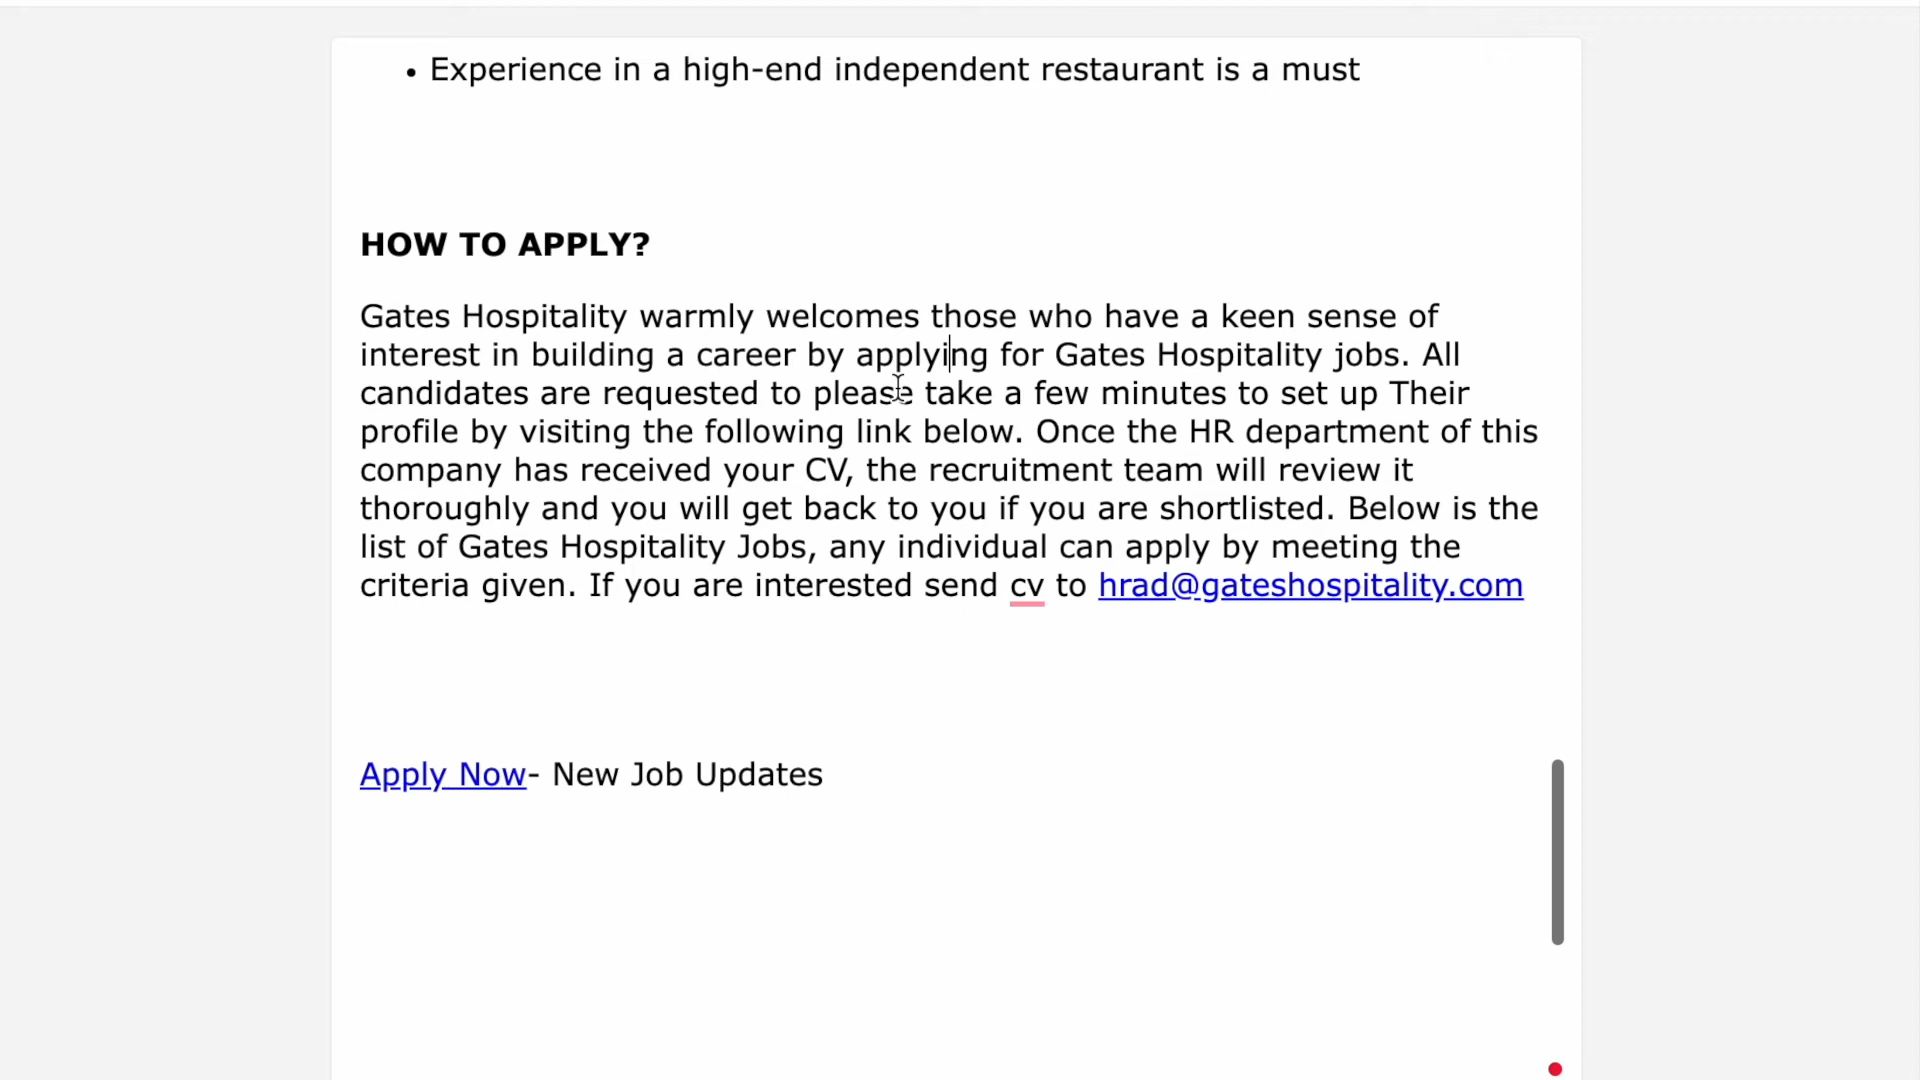 • Experience in a high-end independent restaurant is a must
HOW TO APPLY?
Gates Hospitality warmly welcomes those who have a keen sense of
interest in building a career by applying for Gates Hospitality jobs. All
candidates are requested to please take a few minutes to set up Their
profile by visiting the following link below. Once the HR department of this
company has received your CV, the recruitment team will review it
thoroughly and you will get back to you if you are shortlisted. Below is the
list of Gates Hospitality Jobs, any individual can apply by meeting the
criteria given. If you are interested send cv to hrad@gateshospitality.com
Apply Now- New Job Updates